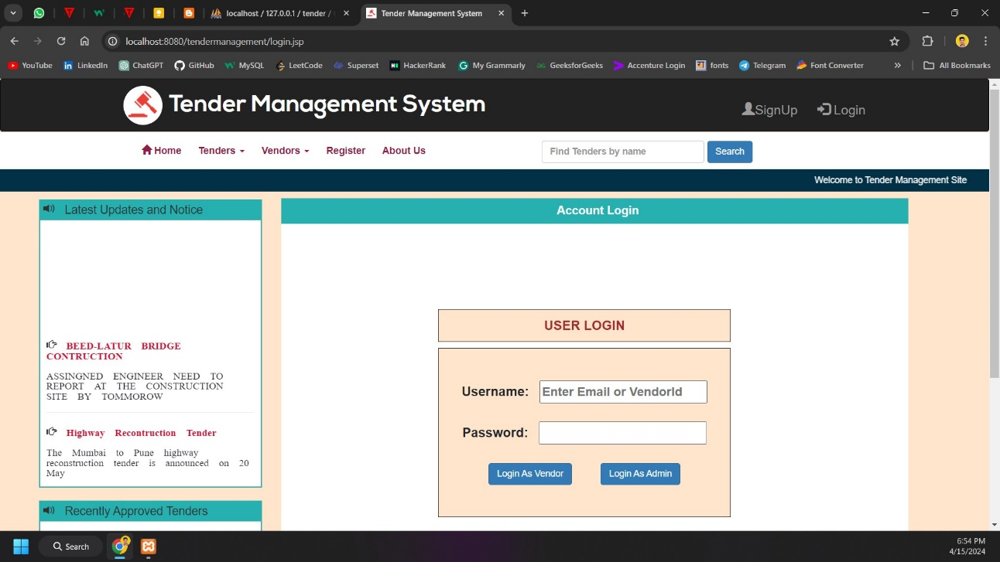 localhost / 127.0.0.1 / tender /
Tender Management System
localhost:8080/tendermanagement/login.jsp
YouTube LinkedIn ChatGPT GitHub MySQL LeetCode Superset HackerRank My Grammarly GeeksforGeeks Accenture Login fonts Telegram Font Converter » All Bookmarks
Tender Management System
SignUp Login
Home Tenders Vendors Register About Us Find Tenders by name Search
Welcome to Tender Management Site
Latest Updates and Notice
BEED-LATUR BRIDGE
CONTRUCTION
ASSINGNED ENGINEER NEED TO
REPORT AT THE CONSTRUCTION
SITE BY TOMMOROW
Highway Recontruction Tender
The Mumbai to Pune highway
reconstruction tender is announced on 20
May
Recently Approved Tenders
Account Login
USER LOGIN
Username: Enter Email or VendorId
Password:
Login As Vendor Login As Admin
Search
6:54 PM
4/15/2024